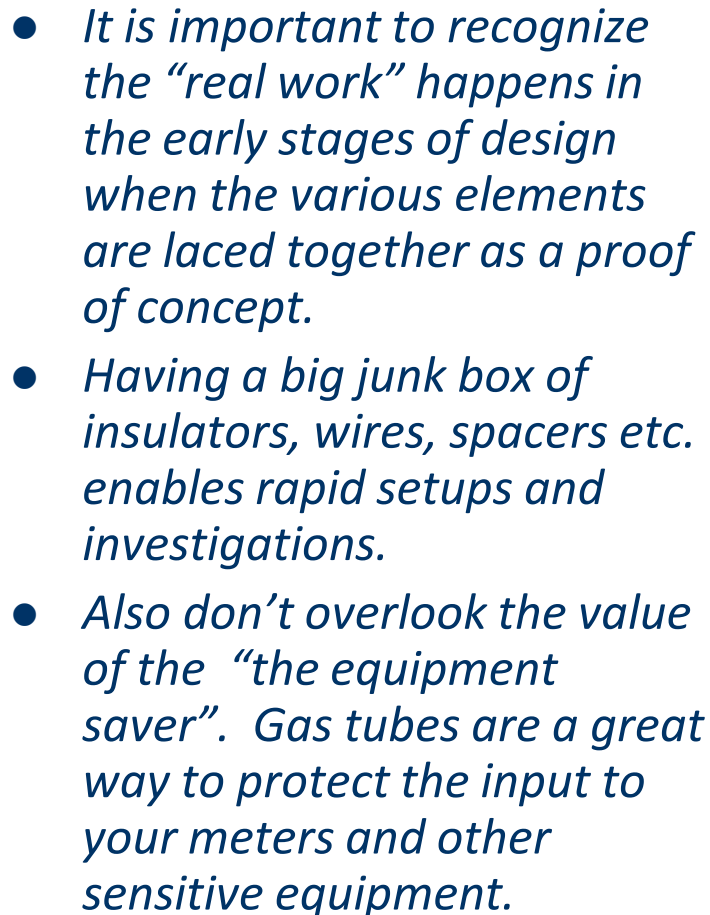 ● It is important to recognize
the “real work” happens in
the early stages of design
when the various elements
are laced together as a proof
of concept.
● Having a big junk box of
insulators, wires, spacers etc.
enables rapid setups and
investigations.
● Also don’t overlook the value
of the  “the equipment
saver”.  Gas tubes are a great
way to protect the input to
your meters and other
sensitive equipment.